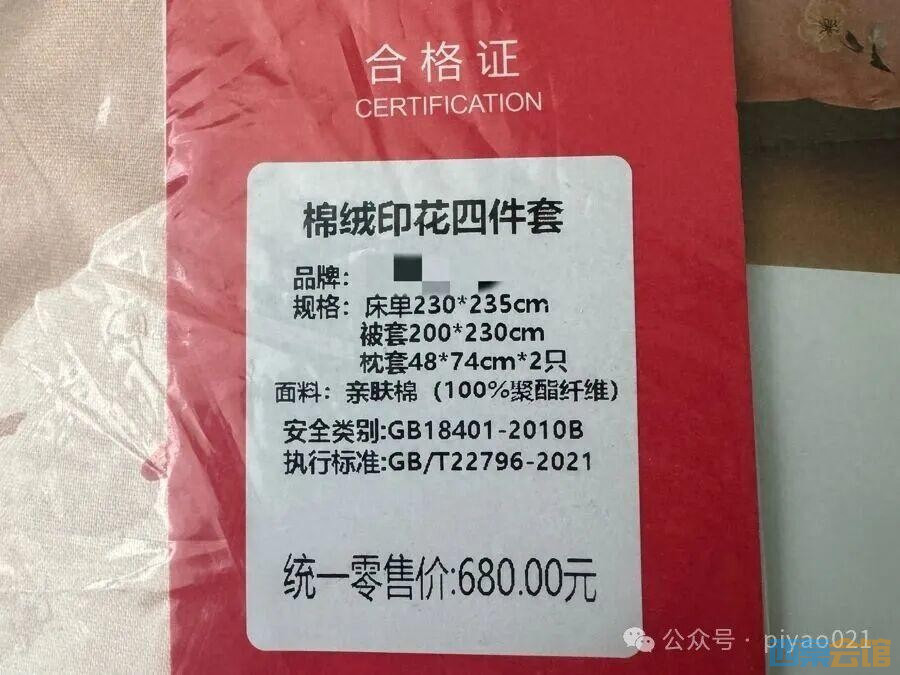 合格证
CERTIFICATION
棉绒印花四件套
品牌：
规格：床单230*235cm
被套200*230cm
枕套48*74cm*2只
面料：亲肤棉（100%聚酯纤维）
安全类别:GB18401-2010B
执行标准:GB/T22796-2021
统一零售价:680.00元
公众号 · piyao021
会馆